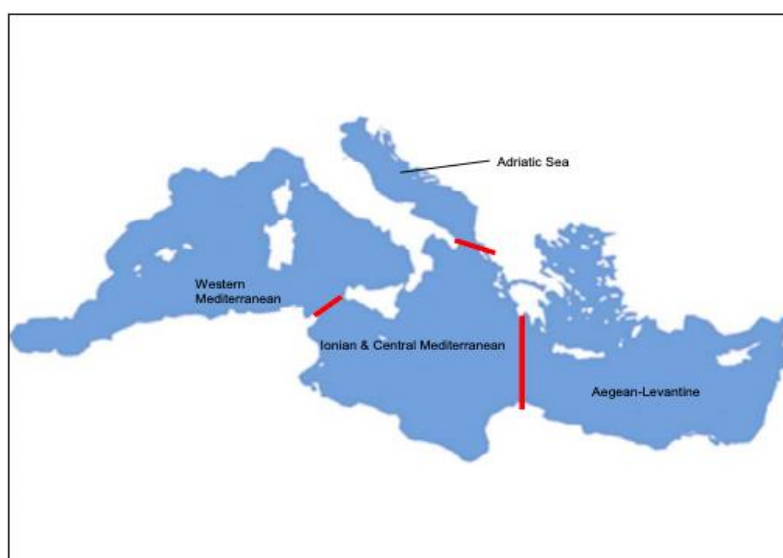 Adriatic Sea
Western
Mediterranean
Ionian & Central Mediterranean
Aegean-Levantine